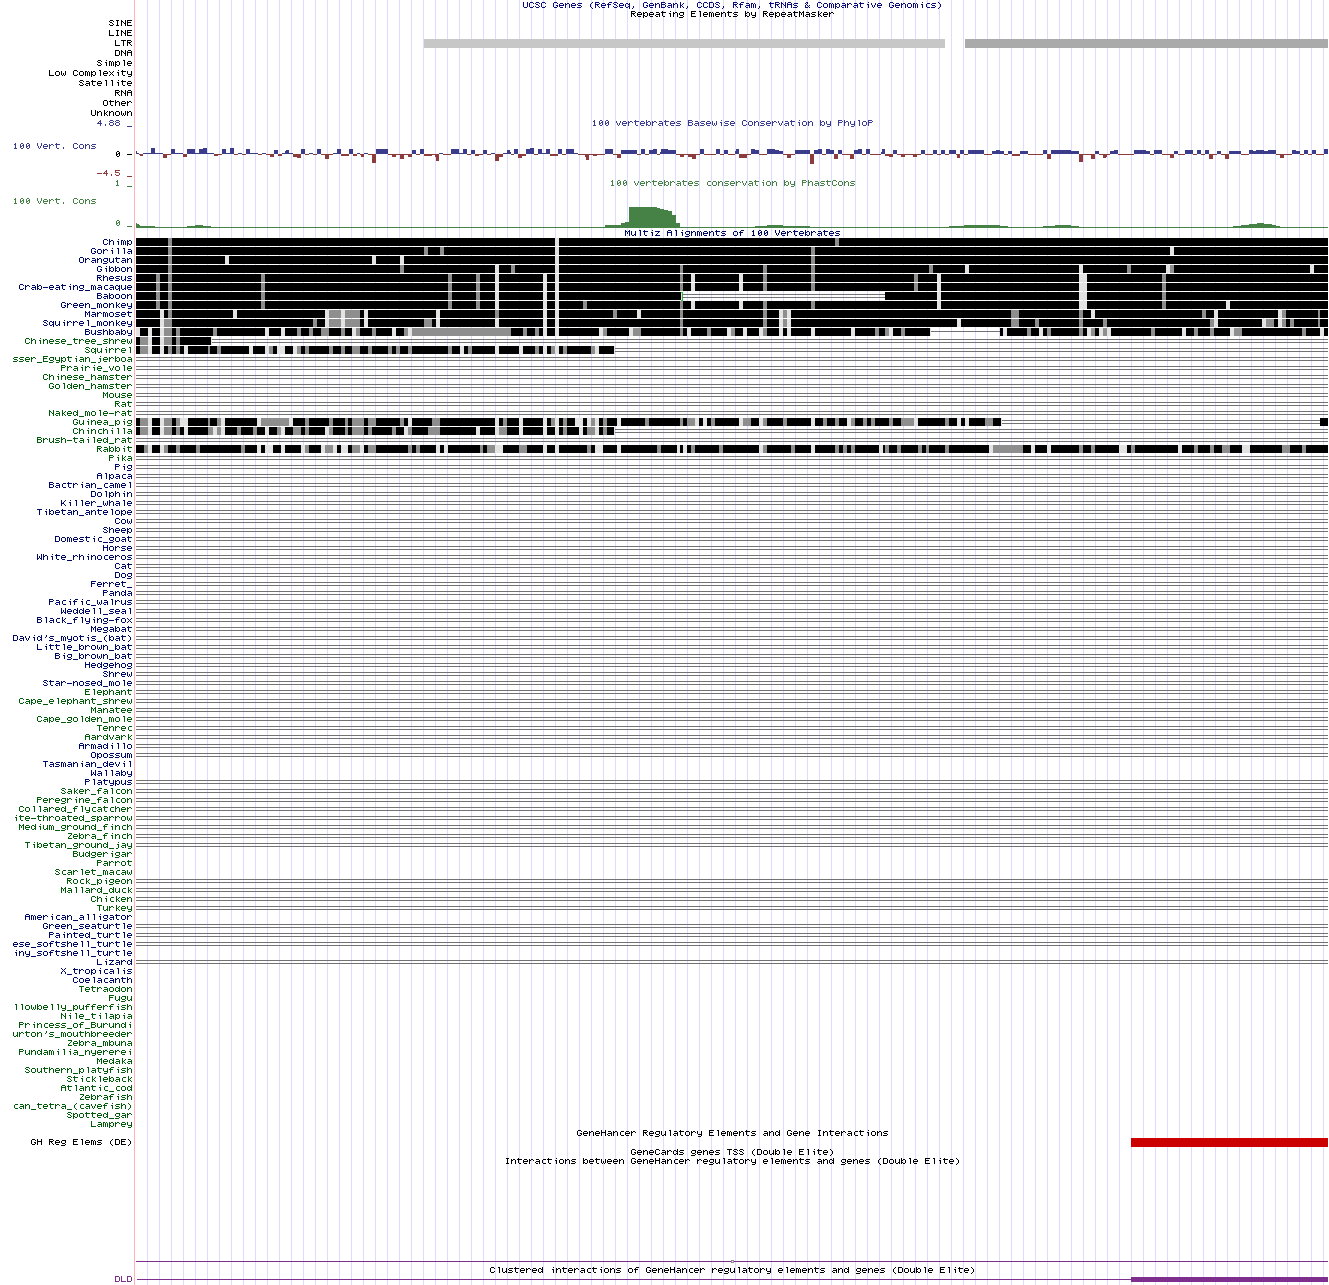 UCSC Genes (RefSeq, GenBank, CCDS, Rfam, tRNAs & Comparative Genomics)
Repeating Elements by RepeatMasker
SINE
LINE
LTR
DNA
Simple
Low Complexity
Satellite
RNA
Other
Unknown
100 vertebrates Basewise Conservation by PhyloP
4.88 _
100 Vert. Cons
0 _
-4.5 _
100 vertebrates conservation by PhastCons
1 _
100 Vert. Cons
0 _
Multiz Alignments of 100 Vertebrates
Chimp
Gorilla
Orangutan
Gibbon
Rhesus
Crab-eating_macaque
Baboon
Green_monkey
Marmoset
Squirrel_monkey
Bushbaby
Chinese_tree_shrew
Squirrel
sser_Egyptian_jerboa
Prairie_vole
Chinese_hamster
Golden_hamster
Mouse
Rat
Naked_mole-rat
Guinea_pig
Chinchilla
Brush-tailed_rat
Rabbit
Pika
Pig
Alpaca
Bactrian_camel
Dolphin
Killer_whale
Tibetan_antelope
Cow
Sheep
Domestic_goat
Horse
White_rhinoceros
Cat
Dog
Ferret_
Panda
Pacific_walrus
Weddell_seal
Black_flying-fox
Megabat
David's_myotis_(bat)
Little_brown_bat
Big_brown_bat
Hedgehog
Shrew
Star-nosed_mole
Elephant
Cape_elephant_shrew
Manatee
Cape_golden_mole
Tenrec
Aardvark
Armadillo
Opossum
Tasmanian_devil
Wallaby
Platypus
Saker_falcon
Peregrine_falcon
Collared_flycatcher
ite-throated_sparrow
Medium_ground_finch
Zebra_finch
Tibetan_ground_jay
Budgerigar
Parrot
Scarlet_macaw
Rock_pigeon
Mallard_duck
Chicken
Turkey
American_alligator
Green_seaturtle
Painted_turtle
ese_softshell_turtle
iny_softshell_turtle
Lizard
X_tropicalis
Coelacanth
Tetraodon
Fugu
llowbelly_pufferfish
Nile_tilapia
Princess_of_Burundi
urton's_mouthbreeder
Zebra_mbuna
Pundamilia_nyererei
Medaka
Southern_platyfish
Stickleback
Atlantic_cod
Zebrafish
can_tetra_(cavefish)
Spotted_gar
Lamprey
GeneHancer Regulatory Elements and Gene Interactions
GH Reg Elems (DE)
GeneCards genes TSS (Double Elite)
Interactions between GeneHancer regulatory elements and genes (Double Elite)
Clustered interactions of GeneHancer regulatory elements and genes (Double Elite)
DLD